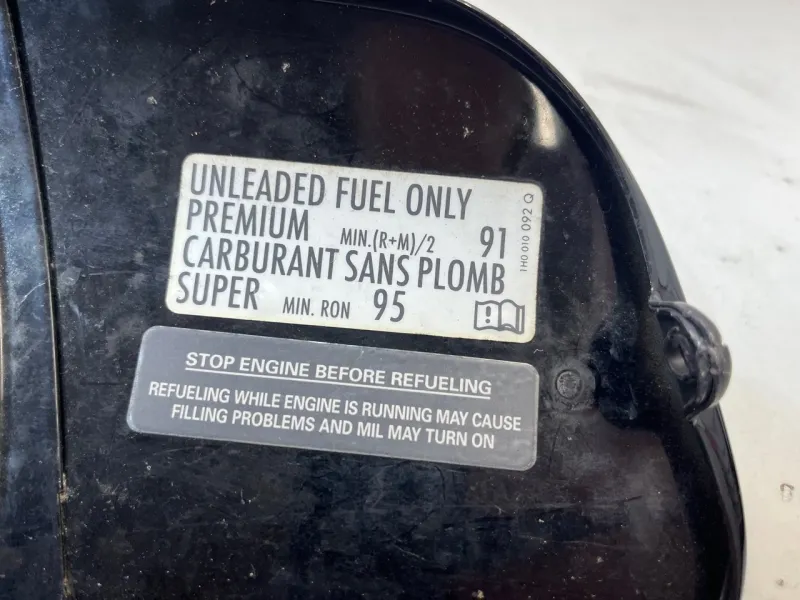 UNLEADED FUEL ONLY
PREMIUM MIN.(R+M)/2 91
CARBURANT SANS PLOMB
SUPER MIN. RON 95
1H0 010 092 Q
STOP ENGINE BEFORE REFUELING
REFUELING WHILE ENGINE IS RUNNING MAY CAUSE
FILLING PROBLEMS AND MIL MAY TURN ON